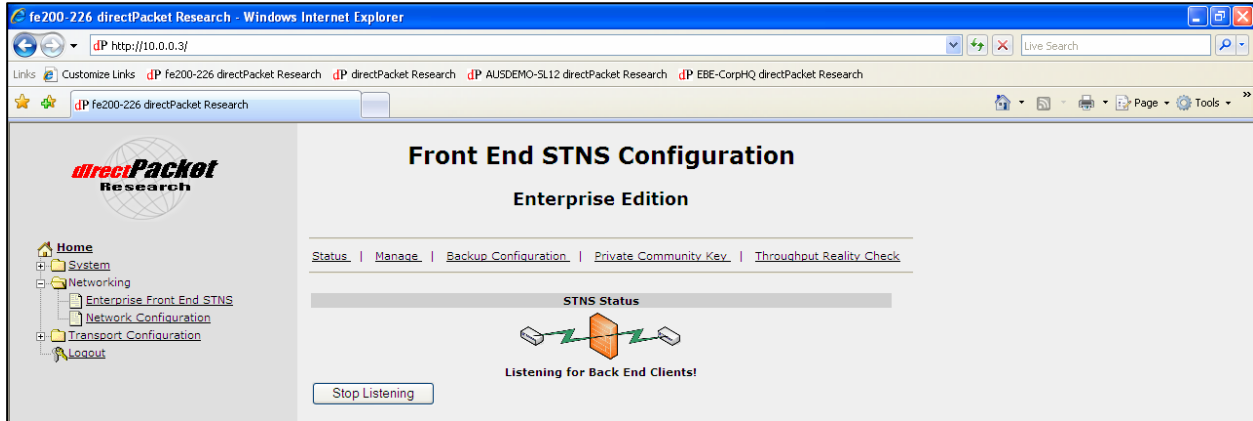 fe200-226 directPacket Research - Windows Internet Explorer
dP http://10.0.0.3/
Live Search
Links Customize Links dP fe200-226 directPacket Research dP directPacket Research dP AUSDEMO-SL12 directPacket Research dP EBE-CorpHQ directPacket Research
dP fe200-226 directPacket Research
Page Tools »
directPacket
Research
Home
System
Networking
Enterprise Front End STNS
Network Configuration
Transport Configuration
Logout
Front End STNS Configuration
Enterprise Edition
Status | Manage | Backup Configuration | Private Community Key | Throughput Reality Check
STNS Status
Listening for Back End Clients!
Stop Listening